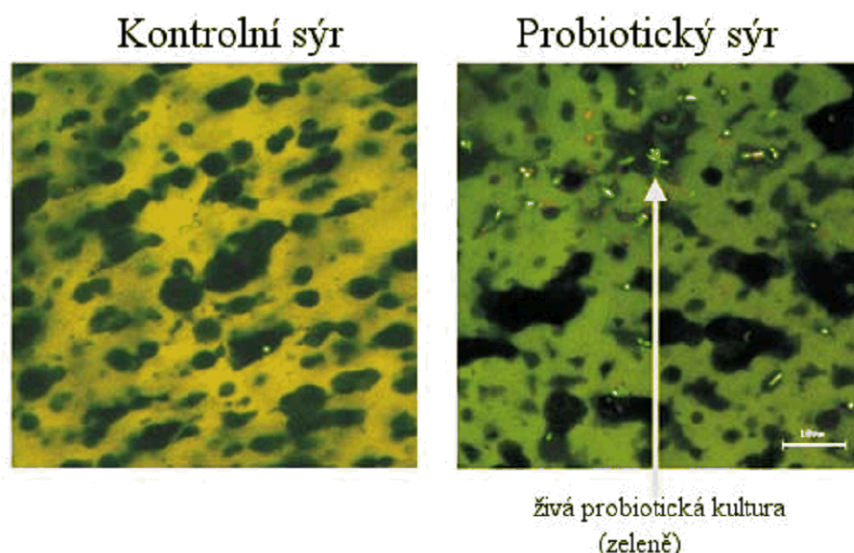 Kontrolní sýr
Probiotický sýr
živá probiotická kultura
(zeleně)